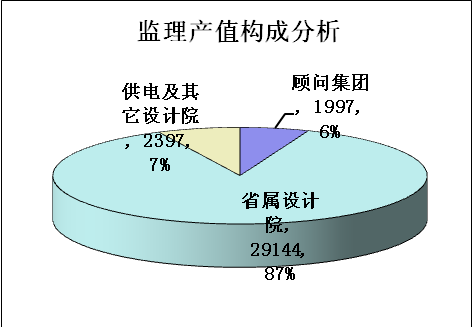 监理产值构成分析
供电及其
它设计院
, 2397,
7%
顾问集团
, 1997,
6%
省属设计
院,
29144,
87%